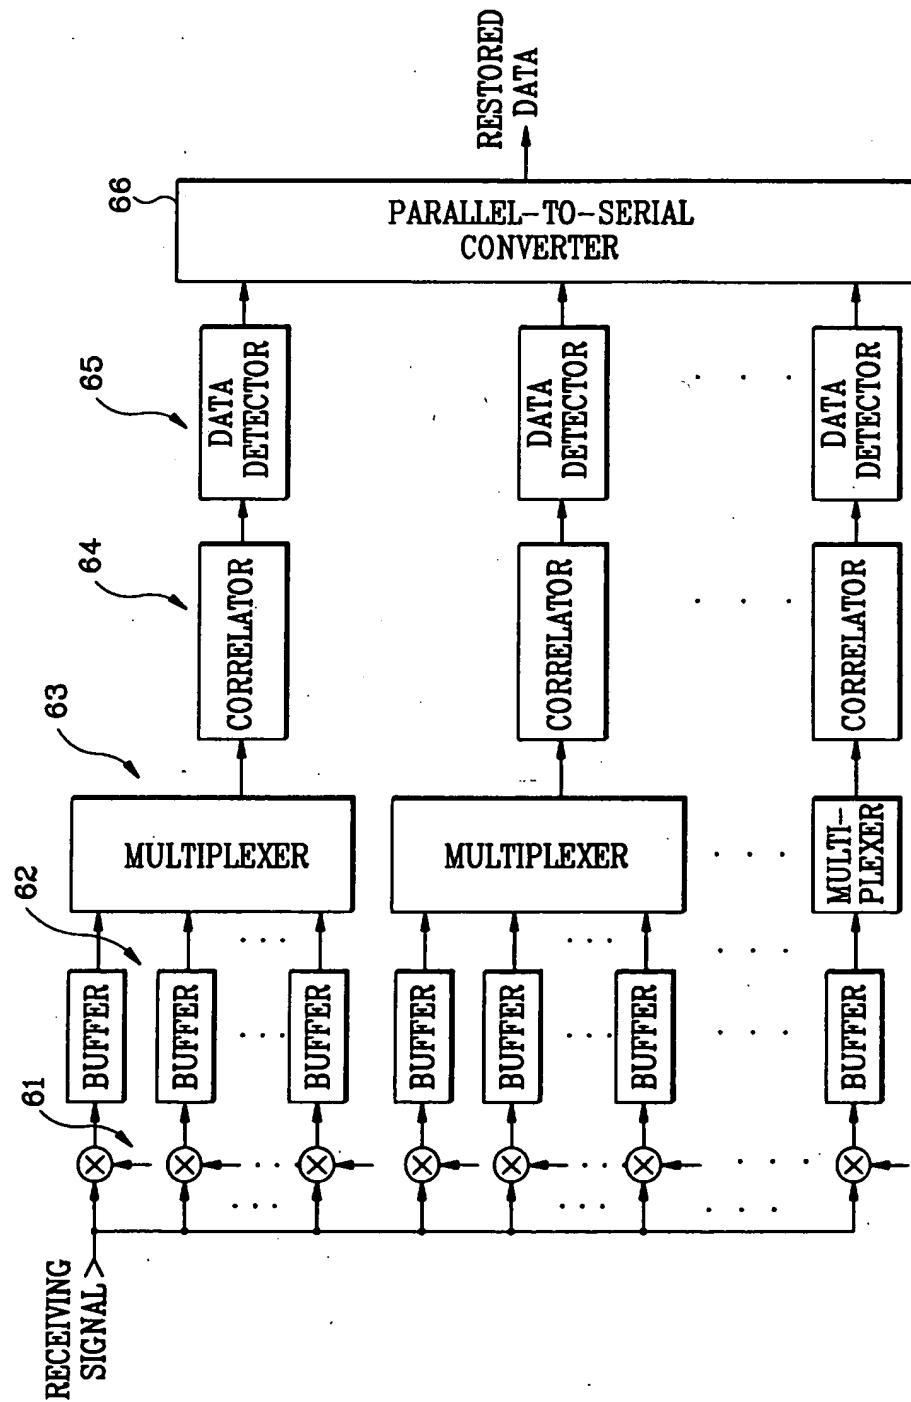 RECEIVING
SIGNAL
61
62
63
64
65
66
BUFFER
BUFFER
BUFFER
BUFFER
BUFFER
BUFFER
BUFFER
MULTIPLEXER
MULTIPLEXER
MULTI-
PLEXER
CORRELATOR
CORRELATOR
CORRELATOR
DATA
DETECTOR
DATA
DETECTOR
DATA
DETECTOR
PARALLEL-TO-SERIAL
CONVERTER
RESTORED
DATA